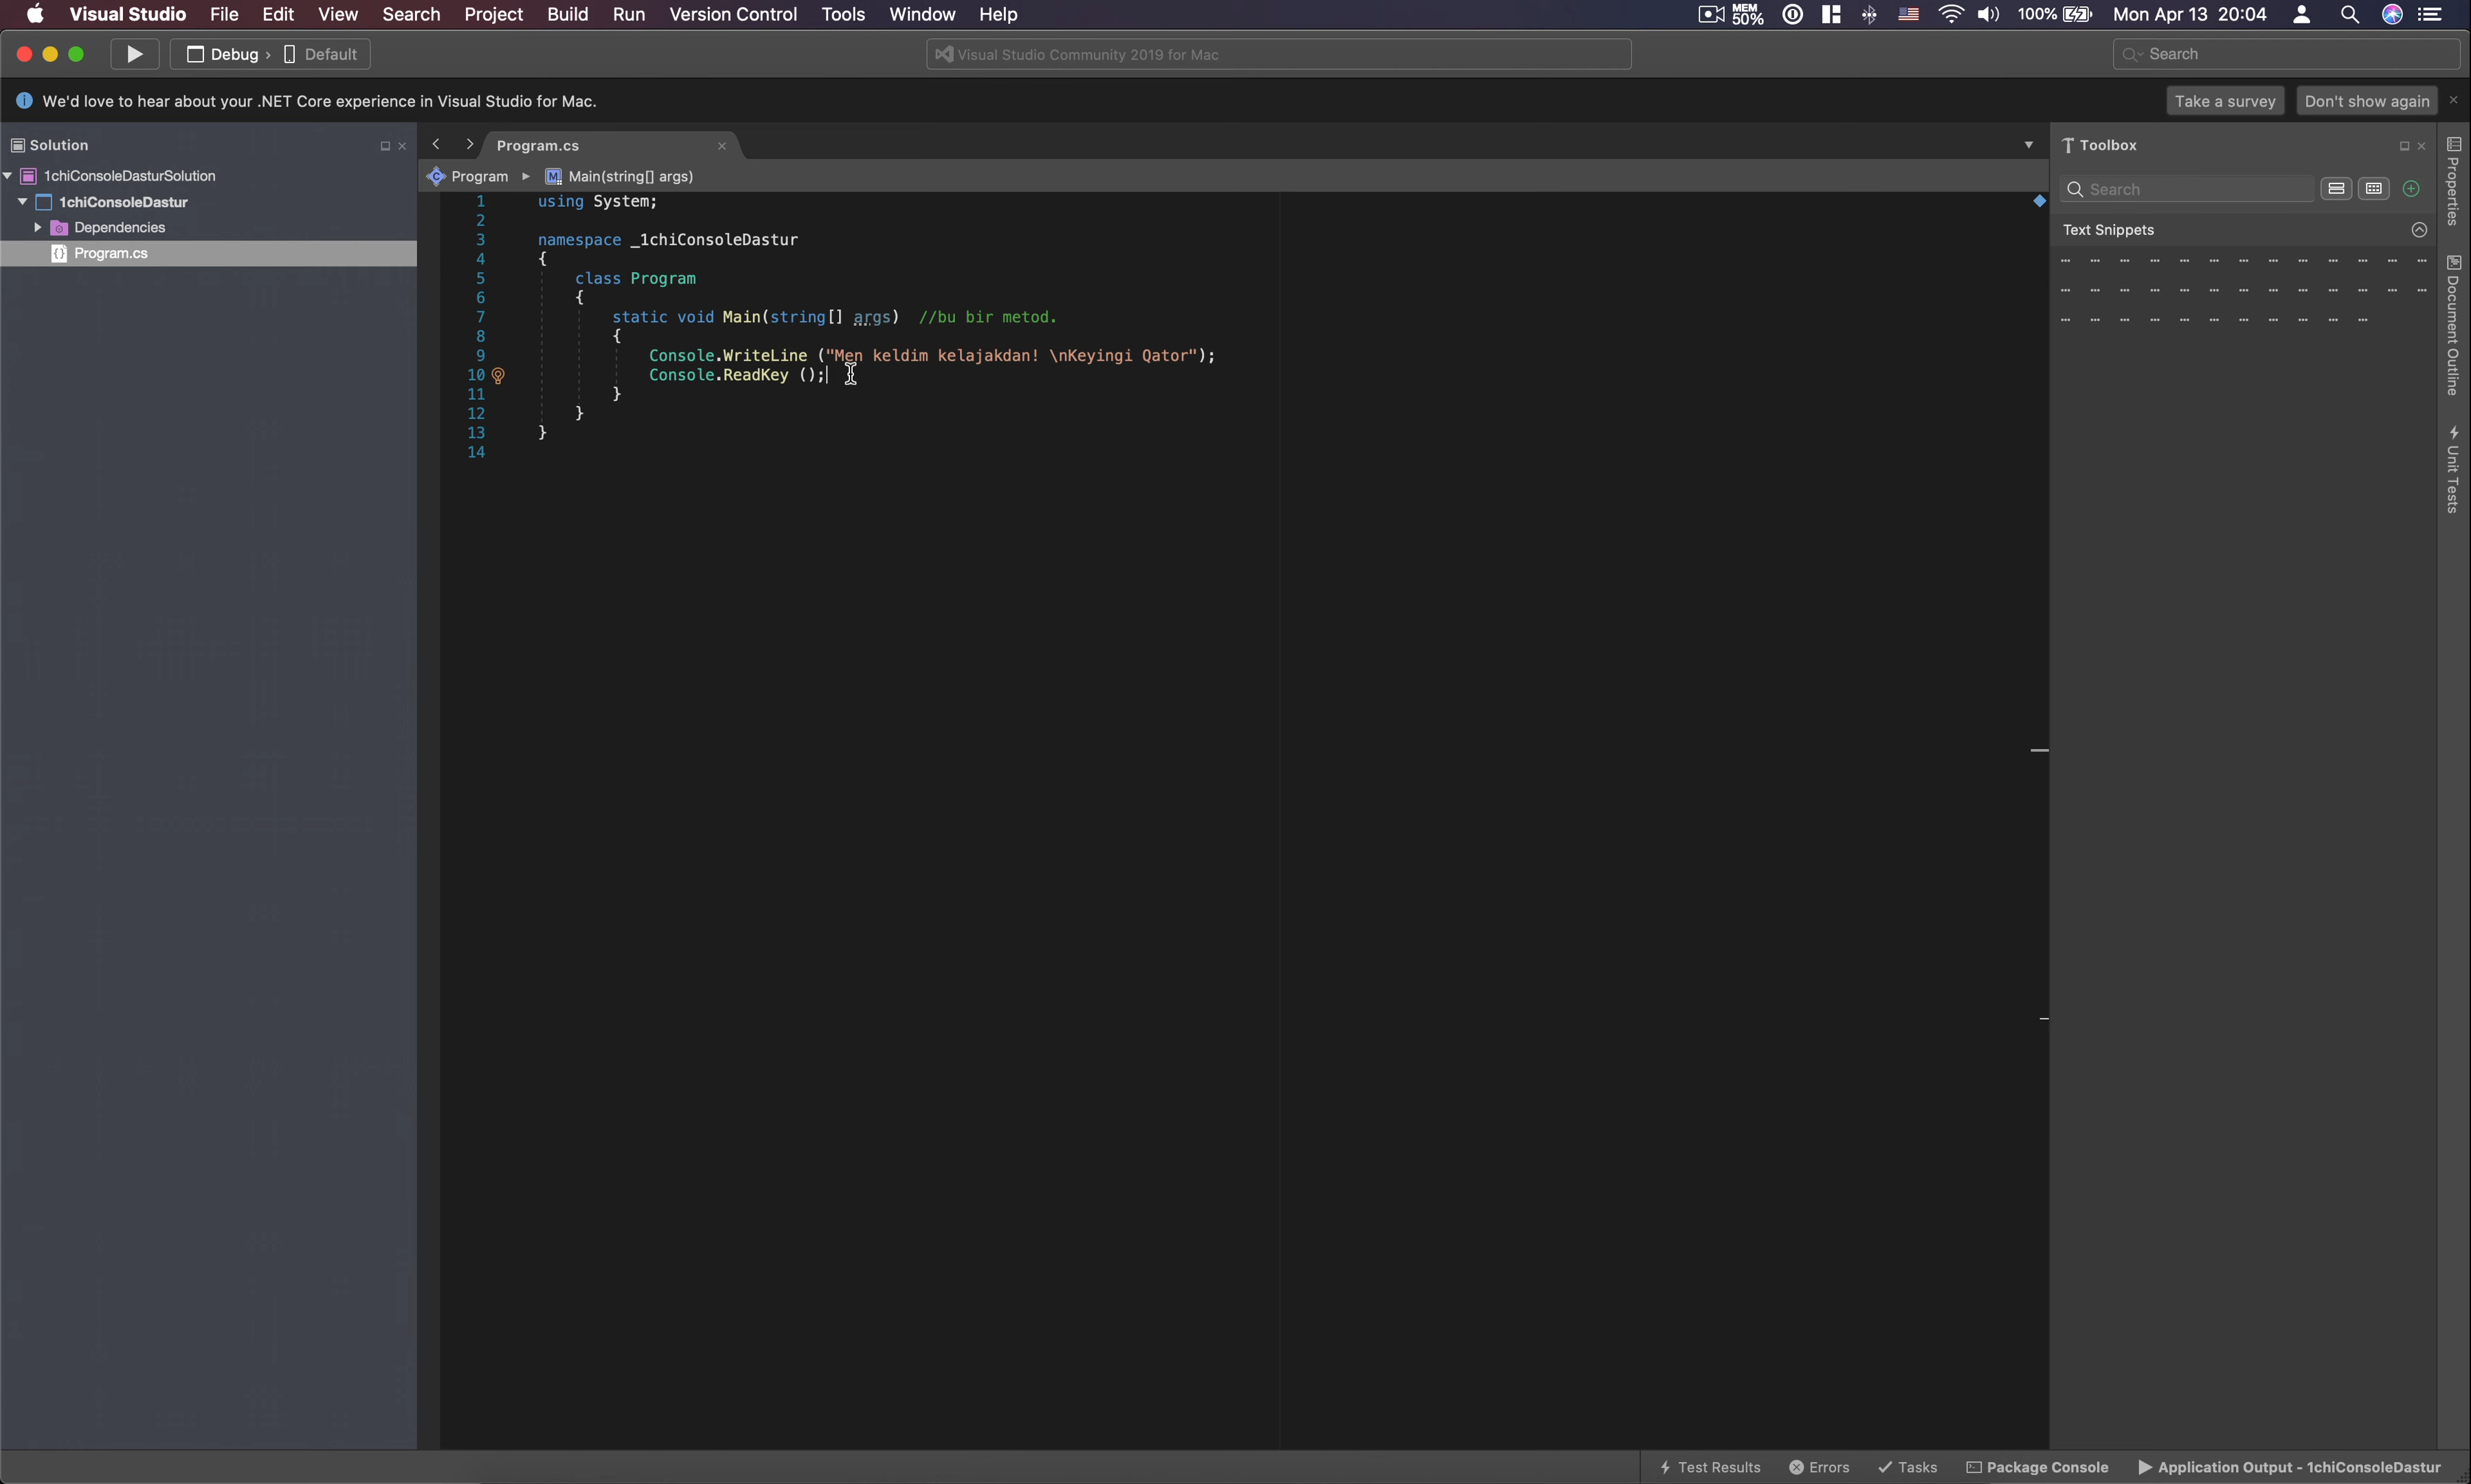 Visual Studio File Edit View Search Project Build Run Version Control Tools Window Help MEM 50% 100% Mon Apr 13 20:04
Debug › Default Visual Studio Community 2019 for Mac Search
We'd love to hear about your .NET Core experience in Visual Studio for Mac. Take a survey Don't show again
Solution Program.cs Toolbox Properties
1chiConsoleDasturSolution Program Main(string[] args) Search
1chiConsoleDastur
Dependencies
Program.cs
1 using System;
2
3 namespace _1chiConsoleDastur
4 {
5 class Program
6 {
7 static void Main(string[] args) //bu bir metod.
8 {
9 Console.WriteLine ("Men keldim kelajakdan! \nKeyingi Qator");
10 Console.ReadKey ();
11 }
12 }
13 }
14
Text Snippets
Document Outline
Unit Tests
Test Results Errors Tasks Package Console Application Output - 1chiConsoleDastur